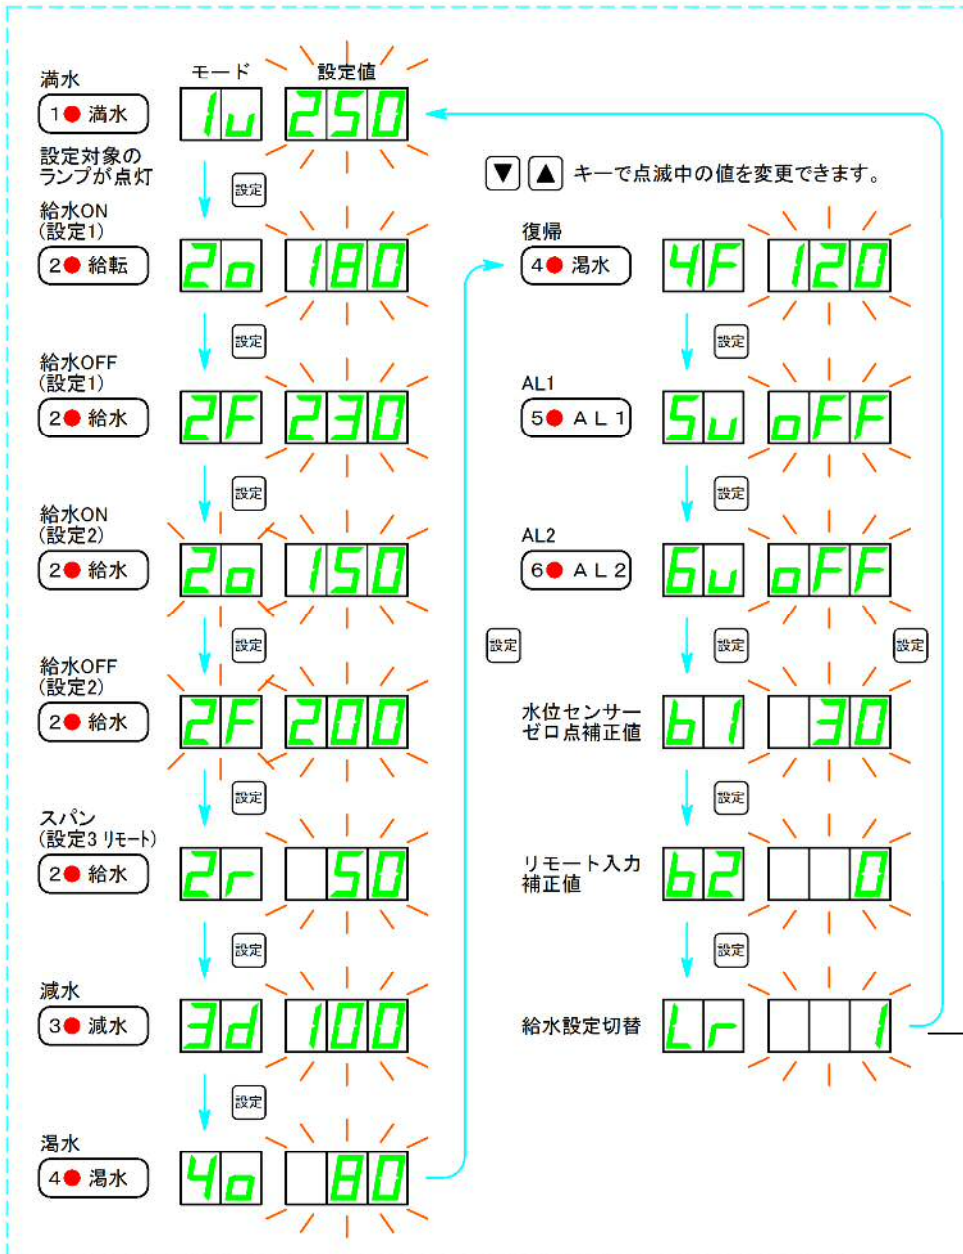 モード 設定値
満水
1● 満水
1u 250
設定対象の
ランプが点灯
設定
給水ON
(設定1)
2● 給転
2o 180
設定
給水OFF
(設定1)
2● 給水
2F 230
設定
給水ON
(設定2)
2● 給水
2o 150
設定
給水OFF
(設定2)
2● 給水
2F 200
設定
スパン
(設定3 リモート)
2● 給水
2r 50
設定
減水
3● 減水
3d 100
設定
渇水
4● 渇水
4o 80
設定
▼ ▲ キーで点滅中の値を変更できます。
復帰
4● 渇水
4F 120
設定
AL1
5● AL1
5u oFF
設定
AL2
6● AL2
6u oFF
設定
水位センサー
ゼロ点補正値
b1 30
設定
リモート入力
補正値
b2 0
設定
給水設定切替
Lr 1
設定